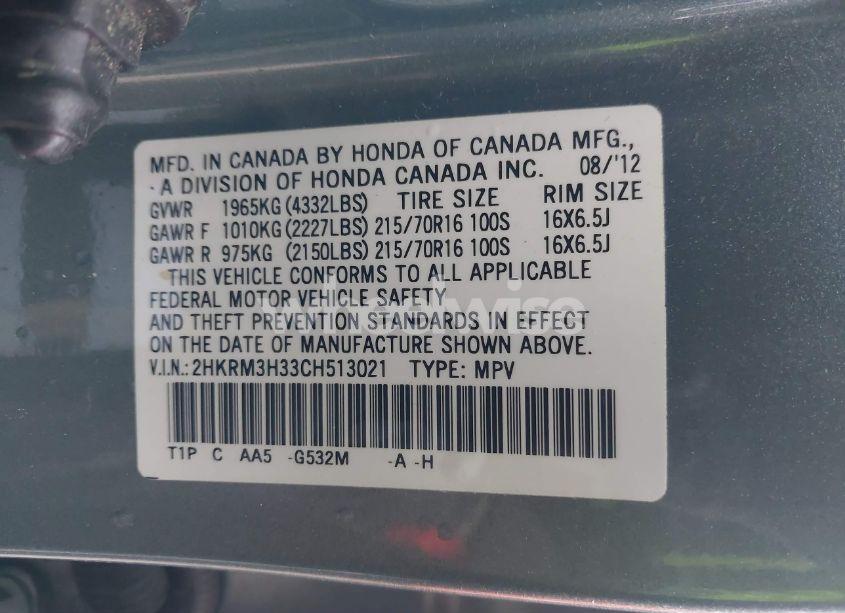 MFD. IN CANADA BY HONDA OF CANADA MFG.,
A DIVISION OF HONDA CANADA INC. 08/'12
GVWR 1965KG (4332LBS) TIRE SIZE RIM SIZE
GAWR F 1010KG (2227LBS) 215/70R16 100S 16X6.5J
GAWR R 975KG (2150LBS) 215/70R16 100S 16X6.5J
THIS VEHICLE CONFORMS TO ALL APPLICABLE
FEDERAL MOTOR VEHICLE SAFETY
AND THEFT PREVENTION STANDARDS IN EFFECT
ON THE DATE OF MANUFACTURE SHOWN ABOVE.
V.I.N.: 2HKRM3H33CH513021 TYPE: MPV
T1P C AA5 -G532M -A -H